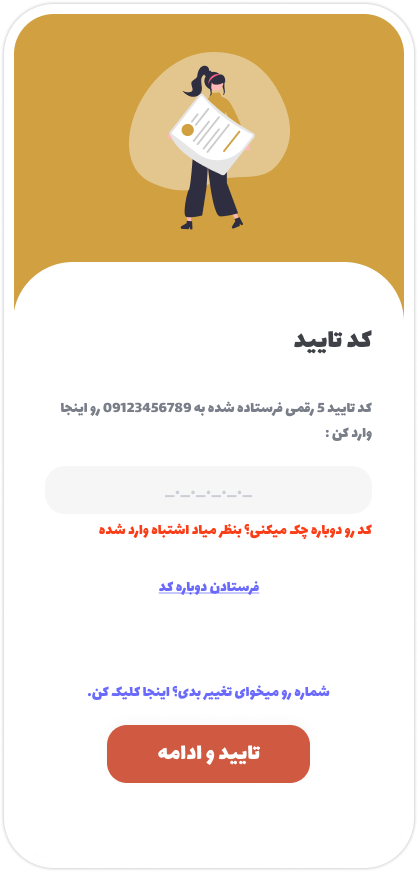 کد تایید
کد تایید 5 رقمی فرستاده شده به 09123456789 رو اینجا
وارد کن :
_._._._._._
کد رو دوباره چک میکنی؟ بنظر میاد اشتباه وارد شده
فرستادن دوباره کد
شماره رو میخوای تغییر بدی؟ اینجا کلیک کن.
تایید و ادامه